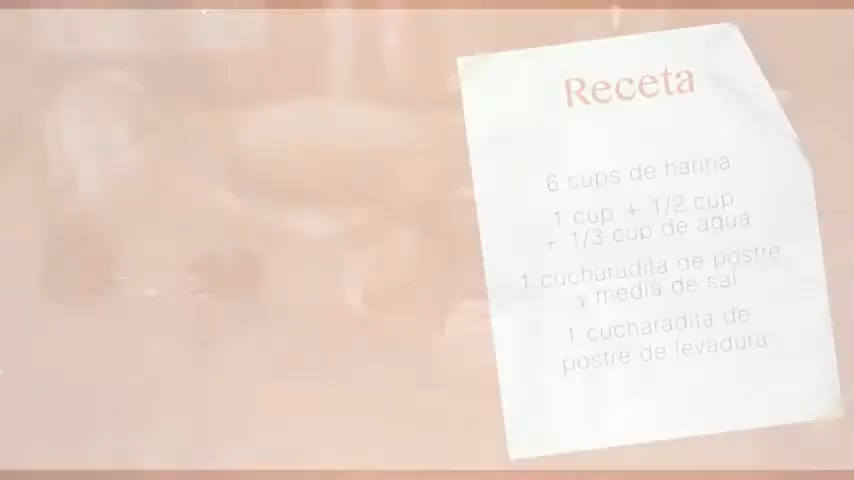 Receta
6 cups de harina
1 cup + 1/2 cup
+ 1/3 cup de agua
1 cucharadita de postre
y media de sal
1 cucharadita de
postre de levadura